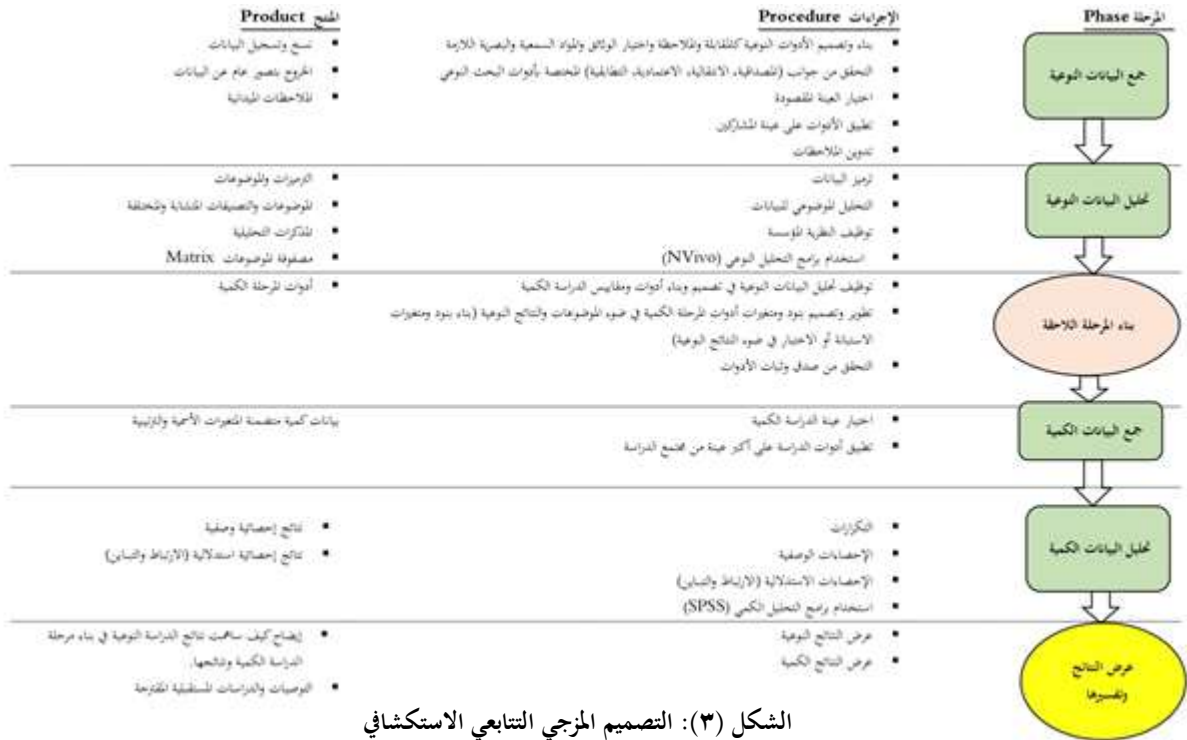 المرحلة Phase
الإجراءات Procedure
المنتج Product
جمع البيانات النوعية
▪ بناء وتصميم الأدوات النوعية كالمقابلة والملاحظة واختيار الوثائق والمواد السمعية والبصرية اللازمة
▪ التحقق من جوانب (المصداقية، الانتقالية، الاعتمادية، التطابقية) المختصة بأدوات البحث النوعي
▪ اختيار العينة المقصودة
▪ تطبيق الأدوات على عينة المشاركين
▪ تدوين الملاحظات
▪ نسخ وتسجيل البيانات
▪ الخروج بتصور عام عن البيانات
▪ الملاحظات الميدانية
تحليل البيانات النوعية
▪ ترميز البيانات
▪ التحليل الموضوعي للبيانات
▪ توظيف النظرية المؤسسة
▪ استخدام برامج التحليل النوعي (NVivo)
▪ الترميزات والموضوعات
▪ الموضوعات والتصنيفات المتشابة والمختلفة
▪ المذكرات التحليلية
▪ مصفوفة الموضوعات Matrix
بناء المرحلة اللاحقة
▪ توظيف تحليل البيانات النوعية في تصميم وبناء أدوات ومقاييس الدراسة الكمية
▪ تطوير وتصميم بنود ومتغيرات أدوات المرحلة الكمية في ضوء الموضوعات والنتائج النوعية (بناء بنود ومتغيرات
الاستبانة أو الاختبار في ضوء النتائج النوعية)
▪ التحقق من صدق وثبات الأدوات
▪ أدوات المرحلة الكمية
جمع البيانات الكمية
▪ اختيار عينة الدراسة الكمية
▪ تطبيق أدوات الدراسة على أكبر عينة من مجتمع الدراسة
بيانات كمية متضمنة المتغيرات الأسمية والترتيبية
تحليل البيانات الكمية
▪ التكرارات
▪ الإحصاءات الوصفية
▪ الإحصاءات الاستدلالية (الارتباط والتباين)
▪ استخدام برامج التحليل الكمي (SPSS)
▪ نتائج إحصائية وصفية
▪ نتائج إحصائية استدلالية (الارتباط والتباين)
عرض النتائج
وتفسيرها
▪ عرض النتائج النوعية
▪ عرض النتائج الكمية
▪ إيضاح كيف ساهمت نتائج الدراسة النوعية في بناء مرحلة
الدراسة الكمية ونتائجها.
▪ التوصيات والدراسات المستقبلية المقترحة
الشكل (٣): التصميم المزجي التتابعي الاستكشافي